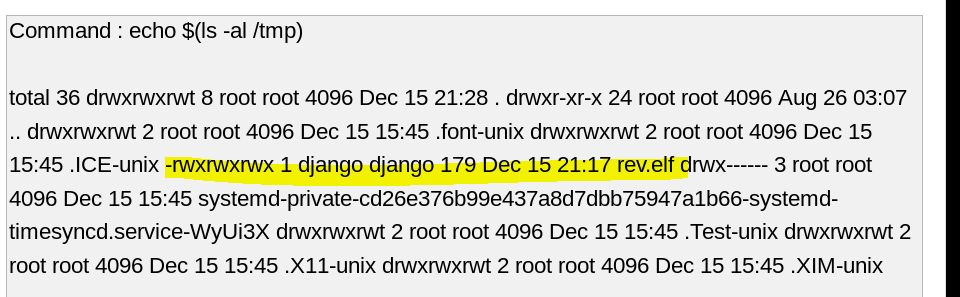 Command : echo $(ls -al /tmp)
total 36 drwxrwxrwt 8 root root 4096 Dec 15 21:28 . drwxr-xr-x 24 root root 4096 Aug 26 03:07
.. drwxrwxrwt 2 root root 4096 Dec 15 15:45 .font-unix drwxrwxrwt 2 root root 4096 Dec 15
15:45 .ICE-unix -rwxrwxrwx 1 django django 179 Dec 15 21:17 rev.elf drwx------ 3 root root
4096 Dec 15 15:45 systemd-private-cd26e376b99e437a8d7dbb75947a1b66-systemd-
timesyncd.service-WyUi3X drwxrwxrwt 2 root root 4096 Dec 15 15:45 .Test-unix drwxrwxrwt 2
root root 4096 Dec 15 15:45 .X11-unix drwxrwxrwt 2 root root 4096 Dec 15 15:45 .XIM-unix